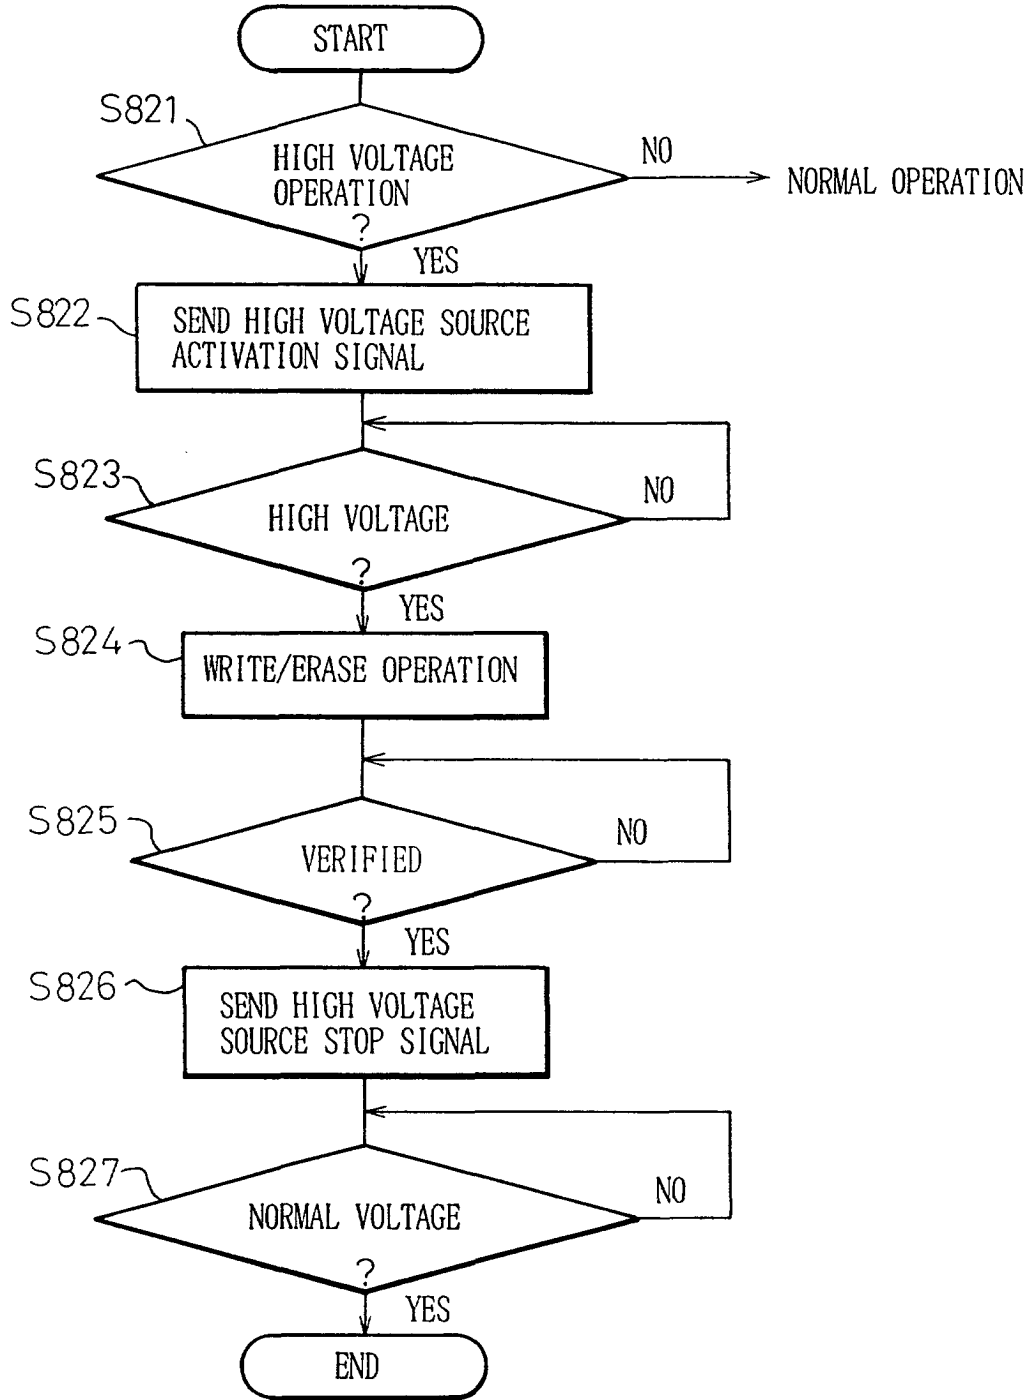 START
S821
HIGH VOLTAGE
OPERATION
?
NO
NORMAL OPERATION
YES
S822
SEND HIGH VOLTAGE SOURCE
ACTIVATION SIGNAL
S823
HIGH VOLTAGE
?
NO
YES
S824
WRITE/ERASE OPERATION
S825
VERIFIED
?
NO
YES
S826
SEND HIGH VOLTAGE
SOURCE STOP SIGNAL
S827
NORMAL VOLTAGE
?
NO
YES
END